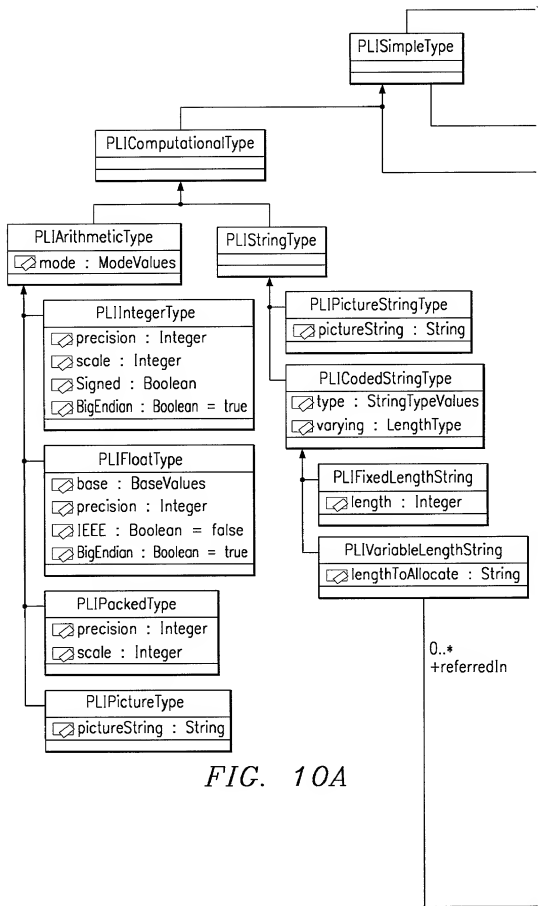 PLISimpleType
PLIComputationalType
PLIArithmeticType
mode : ModeValues
PLIStringType
PLIIntegerType
precision : Integer
scale : Integer
Signed : Boolean
BigEndian : Boolean = true
PLIPictureStringType
pictureString : String
PLICodedStringType
type : StringTypeValues
varying : LengthType
PLIFloatType
base : BaseValues
precision : Integer
IEEE : Boolean = false
BigEndian : Boolean = true
PLIFixedLengthString
length : Integer
PLIVariableLengthString
lengthToAllocate : String
PLIPackedType
precision : Integer
scale : Integer
0..*
+referredIn
PLIPictureType
pictureString : String
FIG. 10A